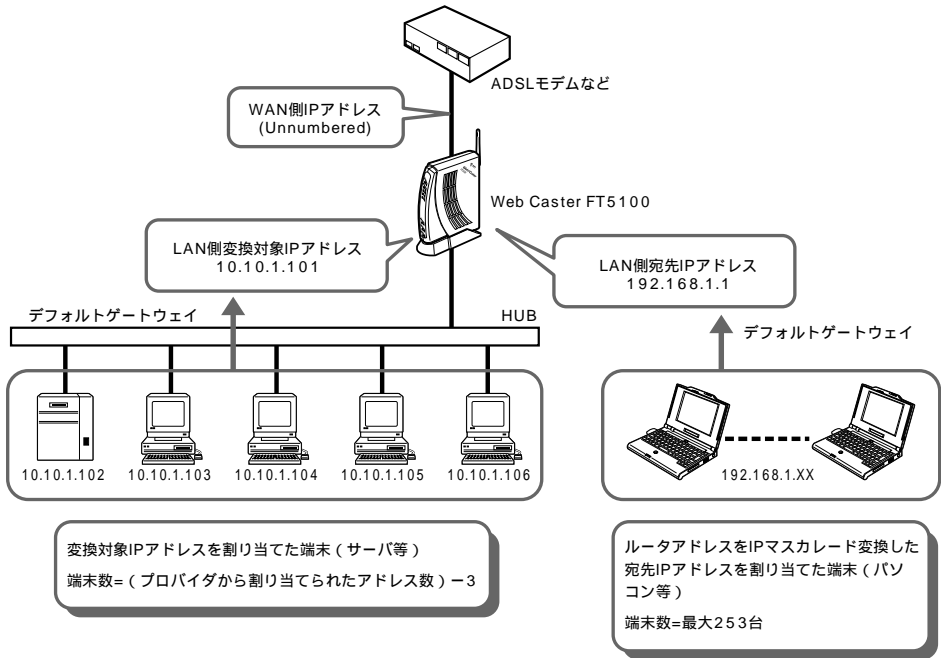 ADSLモデムなど
WAN側IPアドレス
(Unnumbered)
Web Caster FT5100
LAN側変換対象IPアドレス
10.10.1.101
LAN側宛先IPアドレス
192.168.1.1
デフォルトゲートウェイ
HUB
デフォルトゲートウェイ
10.10.1.102
10.10.1.103
10.10.1.104
10.10.1.105
10.10.1.106
192.168.1.XX
変換対象IPアドレスを割り当てた端末（サーバ等）
端末数=（プロバイダから割り当てられたアドレス数）ー3
ルータアドレスをIPマスカレード変換した
宛先IPアドレスを割り当てた端末（パソ
コン等）
端末数=最大253台